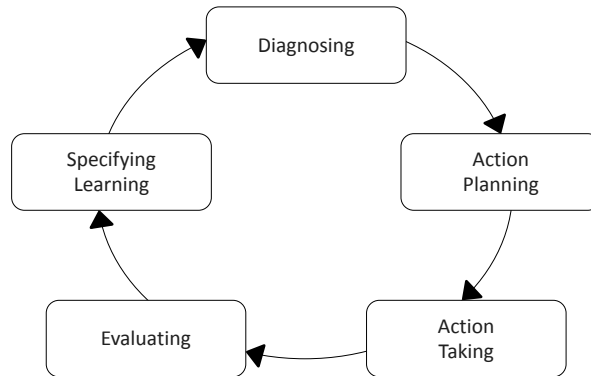 Diagnosing
Action
Planning
Action
Taking
Evaluating
Specifying
Learning